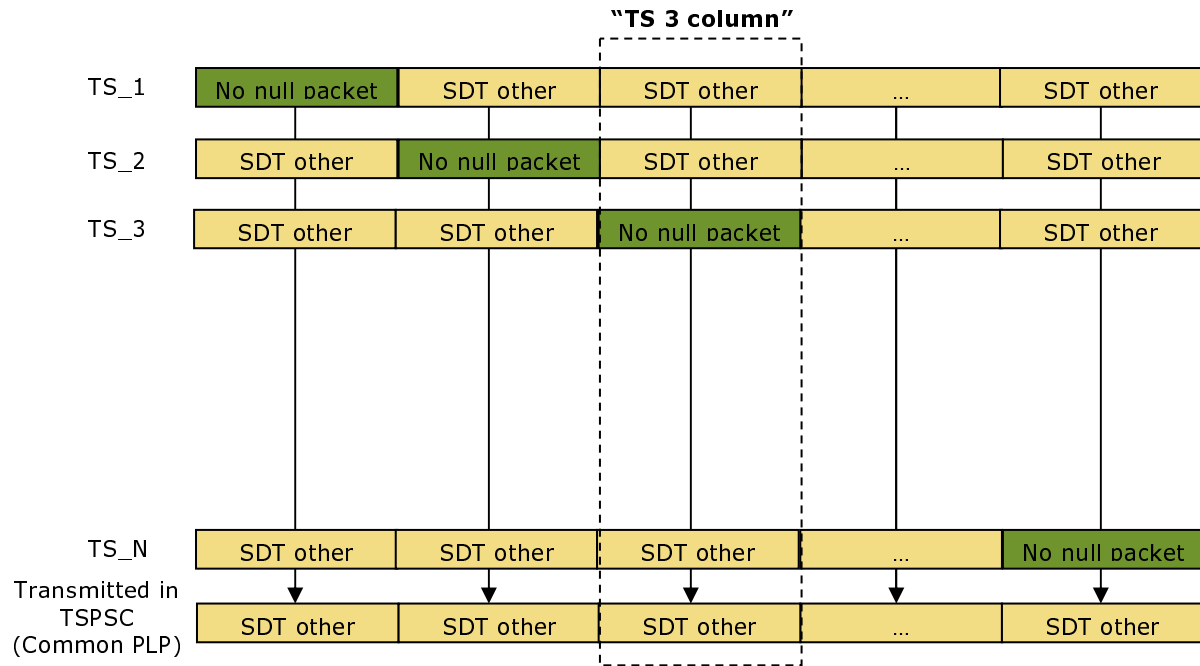 “TS 3 column”
TS_1 No null packet SDT other SDT other ... SDT other
TS_2 SDT other No null packet SDT other ... SDT other
TS_3 SDT other SDT other No null packet ... SDT other
TS_N SDT other SDT other SDT other ... No null packet
Transmitted in
TSPSC SDT other SDT other SDT other ... SDT other
(Common PLP)